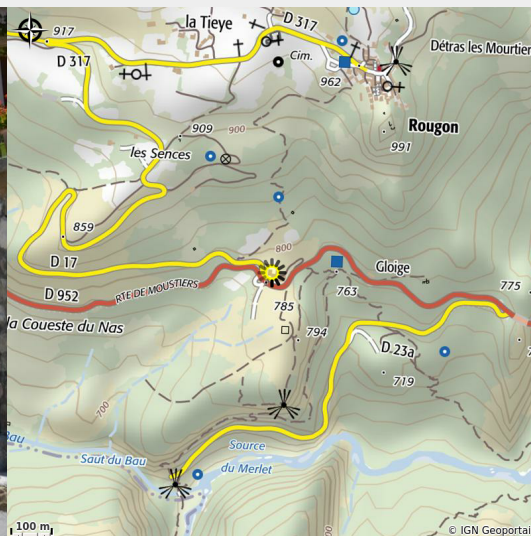 917
la Tieye
D 317
Détras les Mourtier
D 317
Cim.
962
Rougon
909
900
les Sences
991
859
800
D 17
Gloige
D 952
RTE DE MOUSTIERS
785
763
775
la Coueste du Nas
794
D 23a
719
700
Bau
Saut du Bau
Source
du Merlet
100 m
© IGN Geoportai